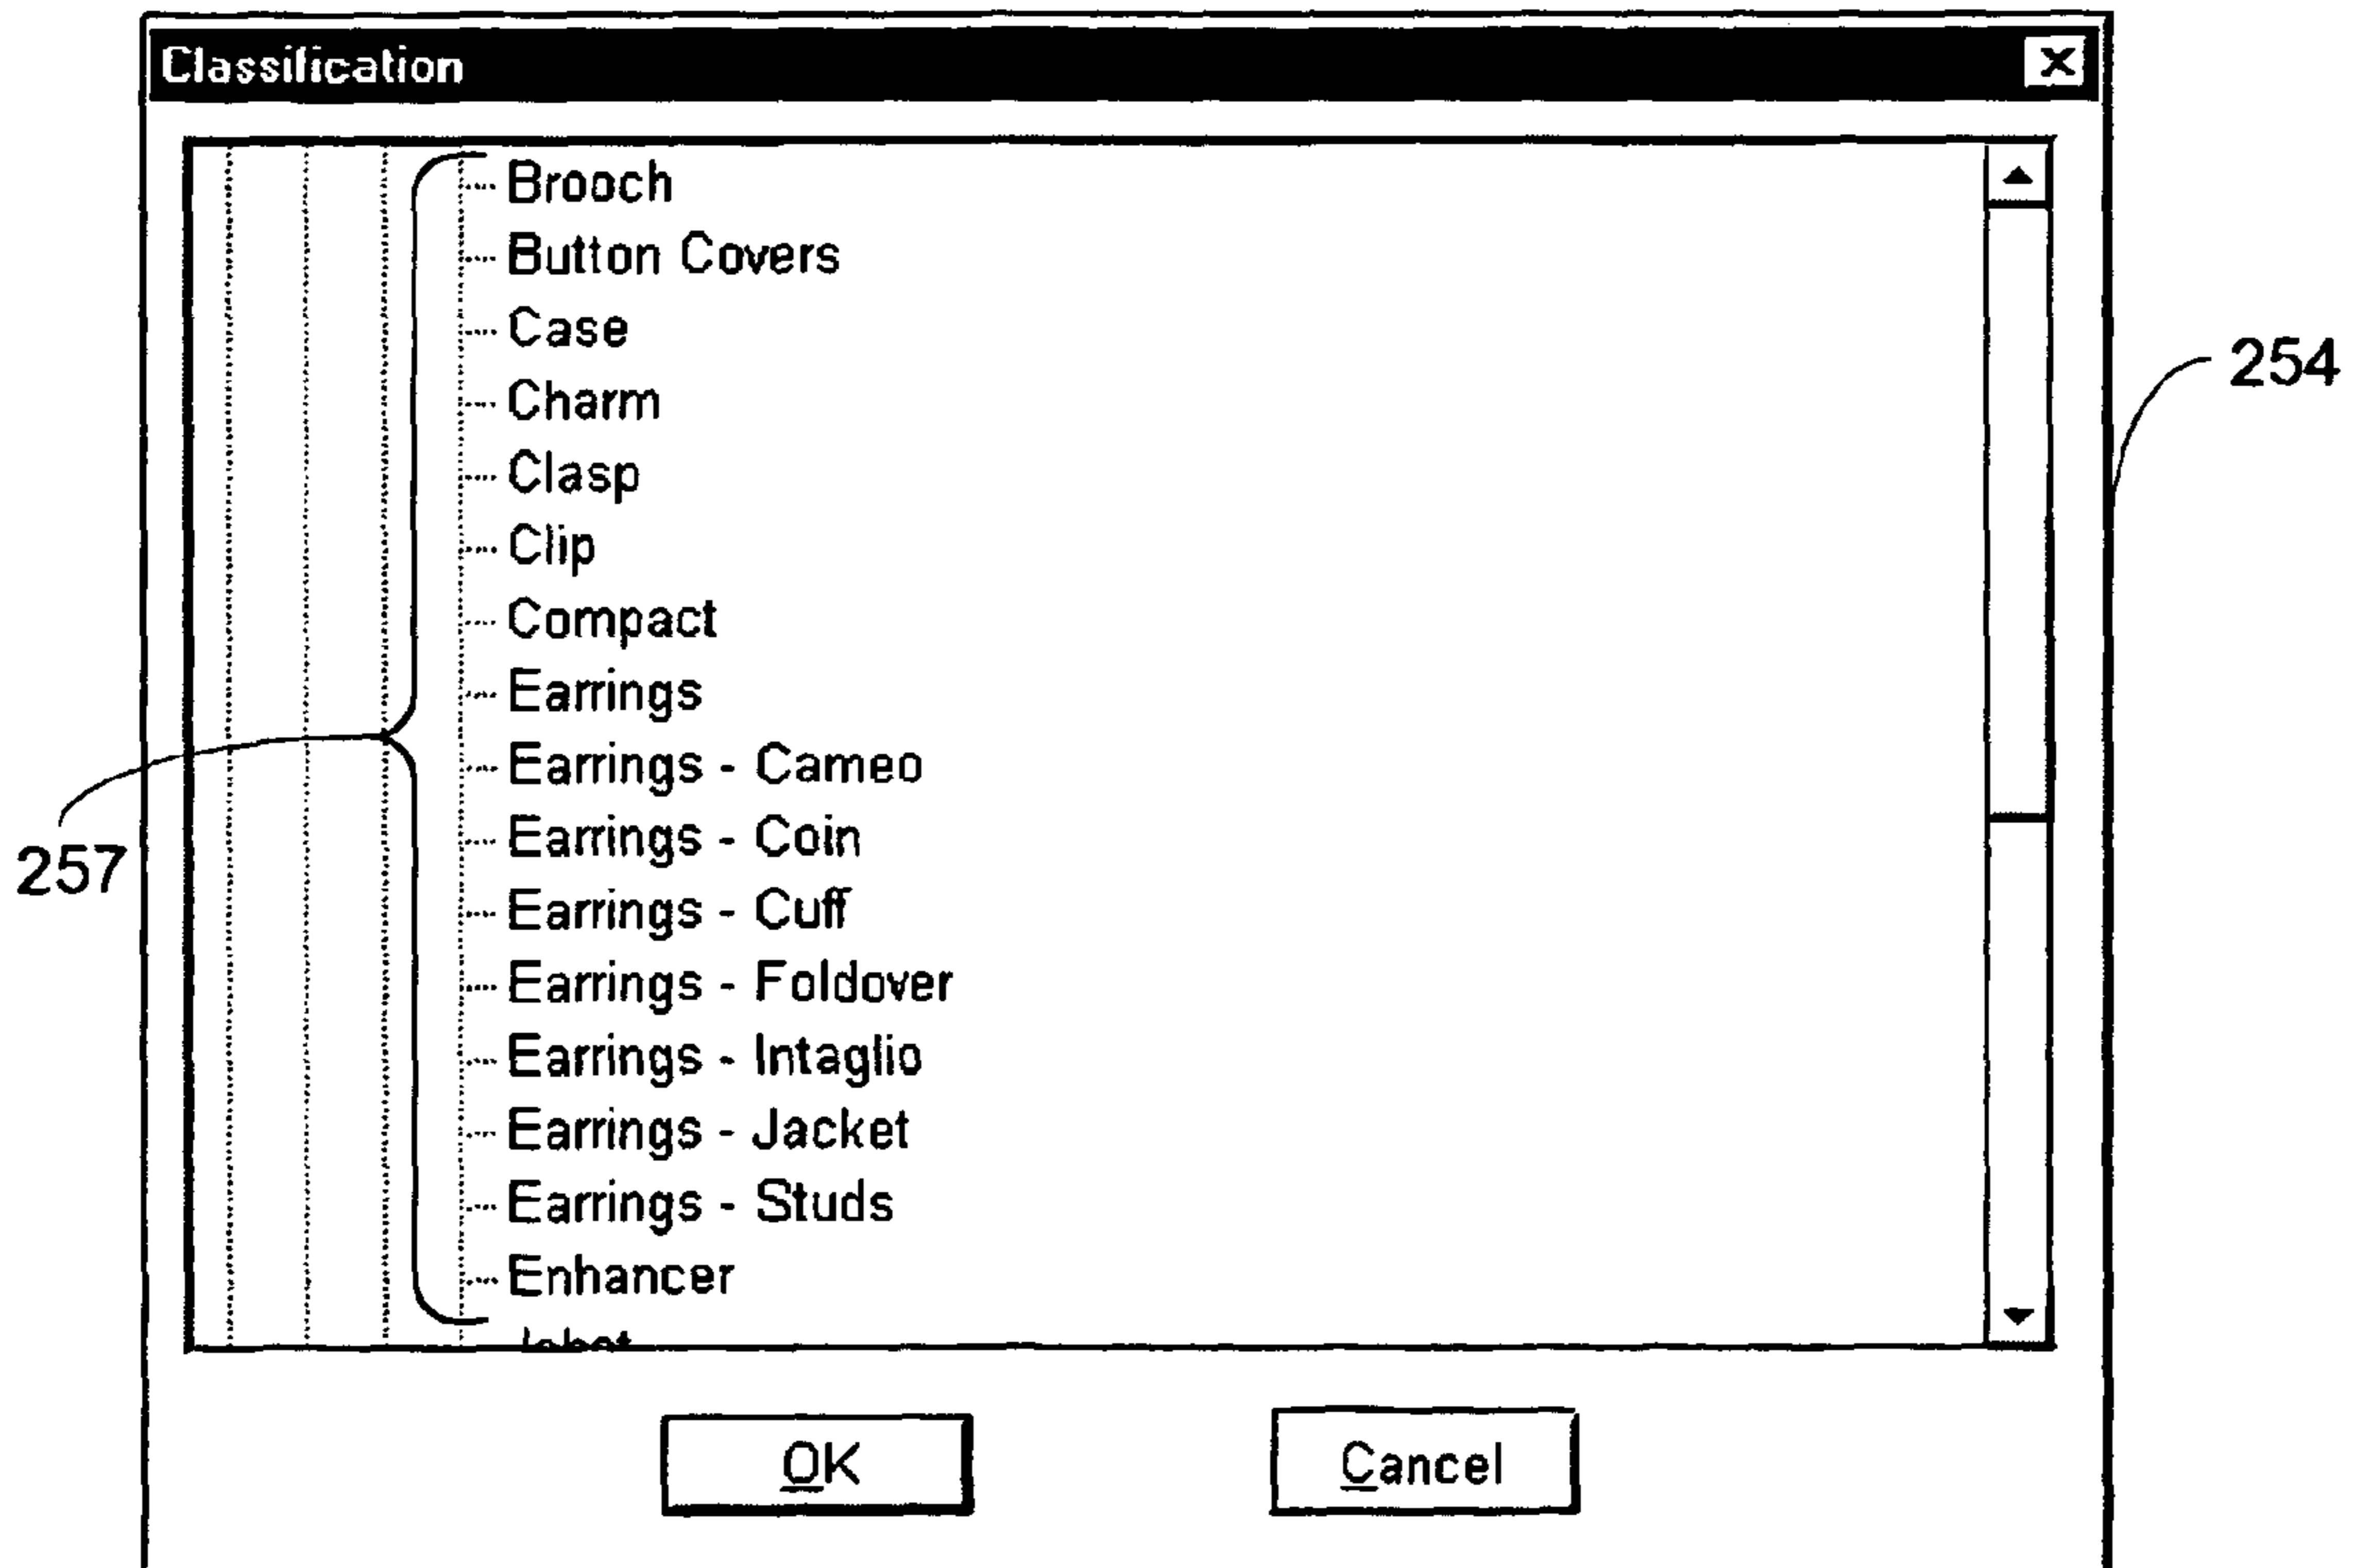 Classification
Brooch
Button Covers
Case
254
Charm
Clasp
Clip
Compact
Earrings
Earrings - Cameo
Earrings - Coin
257
Earrings - Cuff
Earrings - Foldover
Earrings - Intaglio
Earrings - Jacket
Earrings - Studs
Enhancer
OK
Cancel